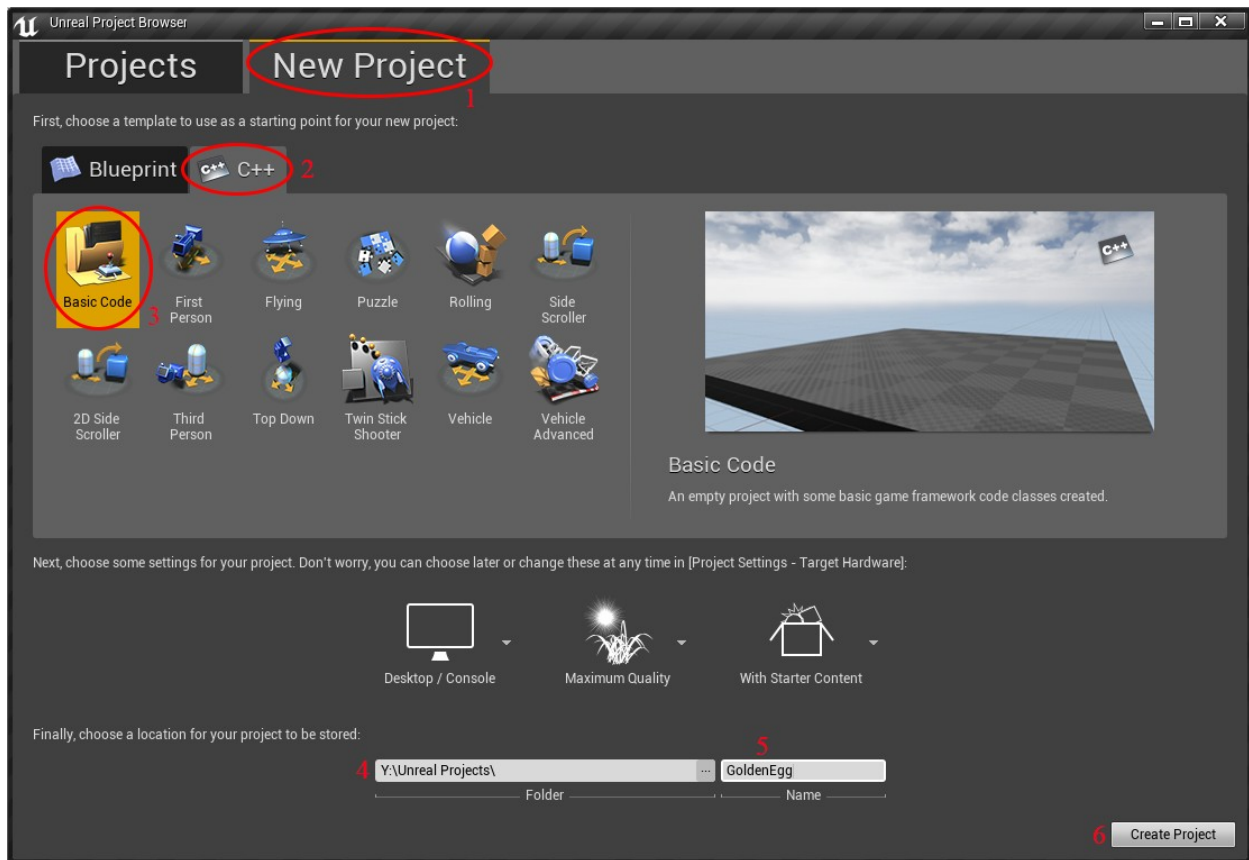 Unreal Project Browser
Projects
New Project
1
First, choose a template to use as a starting point for your new project:
Blueprint
C++
C++
2
Basic Code
3
First
Person
Flying
Puzzle
Rolling
Side
Scroller
2D Side
Scroller
Third
Person
Top Down
Twin Stick
Shooter
Vehicle
Vehicle
Advanced
C++
Basic Code
An empty project with some basic game framework code classes created.
Next, choose some settings for your project. Don't worry, you can choose later or change these at any time in [Project Settings - Target Hardware]:
Desktop / Console
Maximum Quality
With Starter Content
Finally, choose a location for your project to be stored:
4
Y:\Unreal Projects\
...
5
GoldenEgg
Folder
Name
6
Create Project